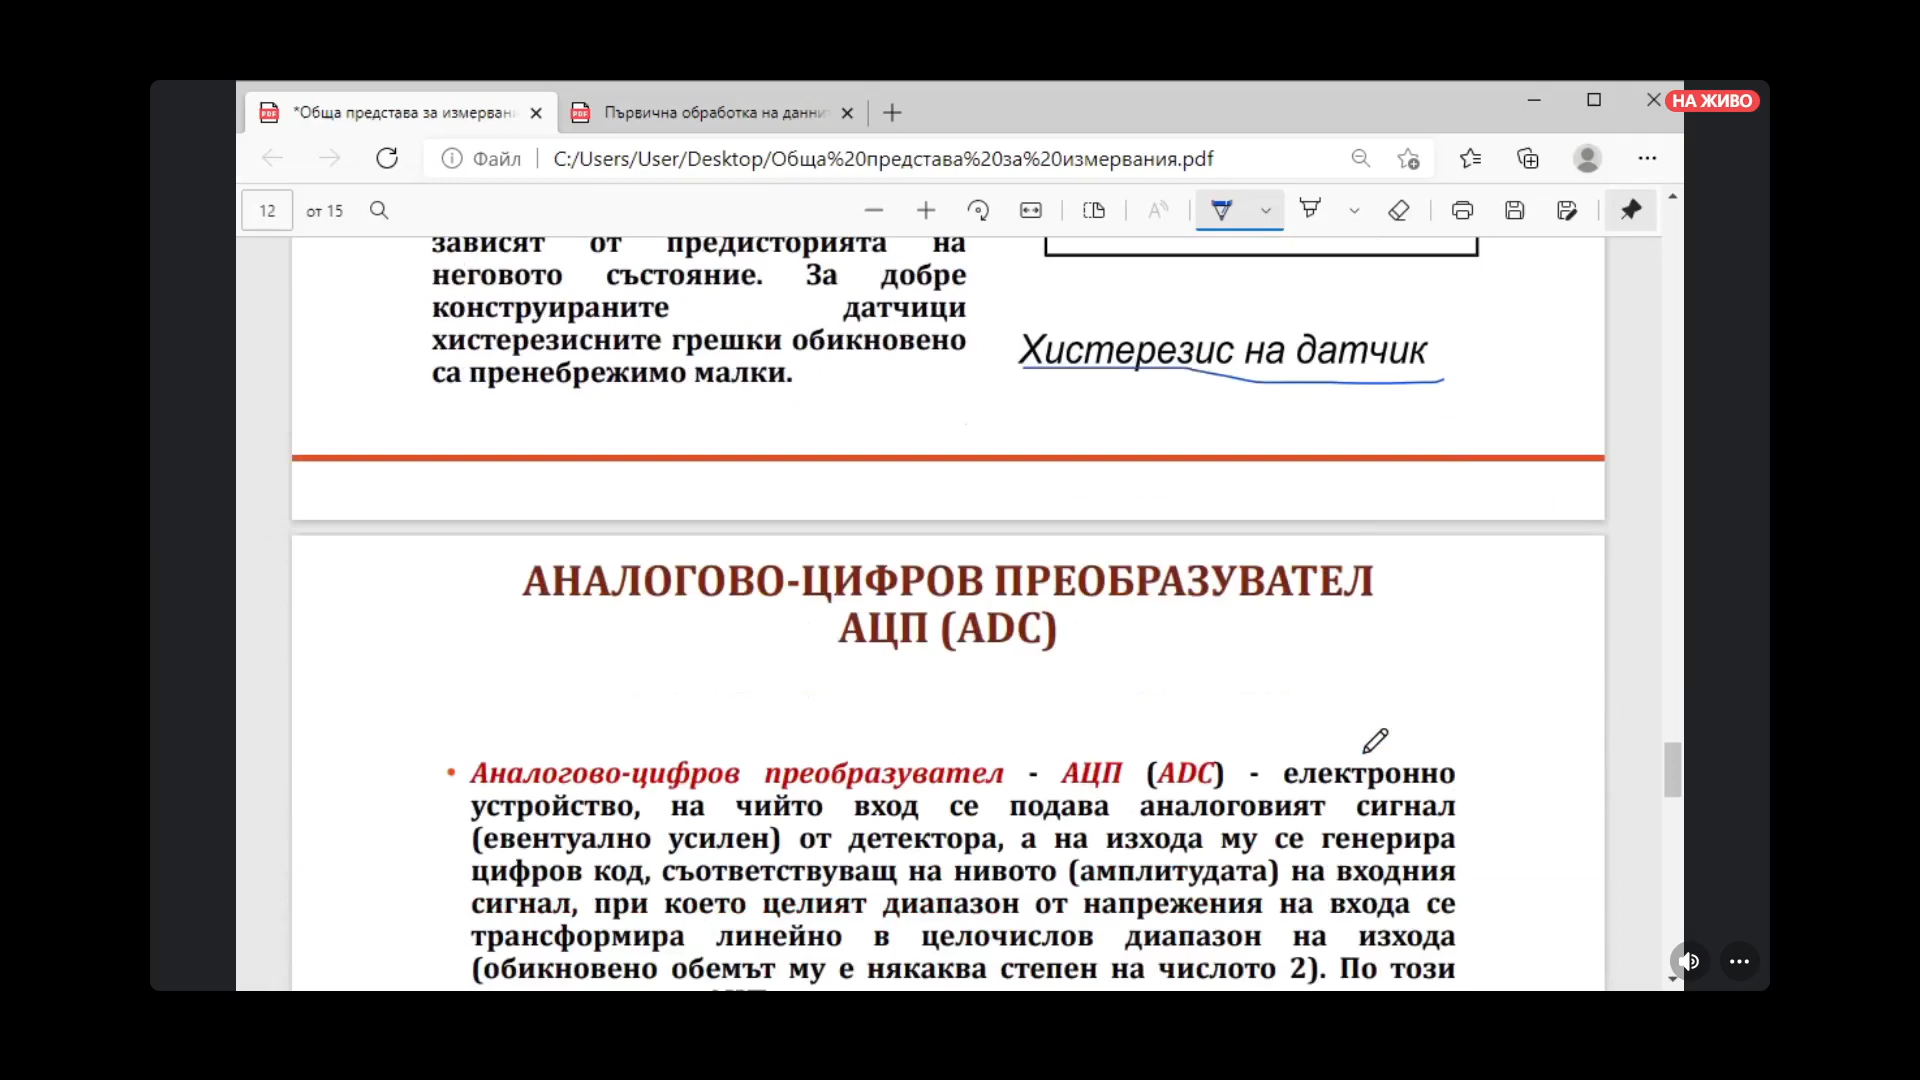 *Обща представа за измерван
Първична обработка на данни
НА ЖИВО
Файл
C:/Users/User/Desktop/Обща%20представа%20за%20измервания.pdf
12
от 15
зависят от предисторията на
неговото състояние. За добре
конструираните датчици
хистерезисните грешки обикновено
са пренебрежимо малки.
Хистерезис на датчик
АНАЛОГОВО-ЦИФРОВ ПРЕОБРАЗУВАТЕЛ
АЦП (ADC)
• Аналогово-цифров преобразувател - АЦП (ADC) - електронно
устройство, на чийто вход се подава аналоговият сигнал
(евентуално усилен) от детектора, а на изхода му се генерира
цифров код, съответствуващ на нивото (амплитудата) на входния
сигнал, при което целият диапазон от напрежения на входа се
трансформира линейно в целочислов диапазон на изхода
(обикновено обемът му е някаква степен на числото 2). По този